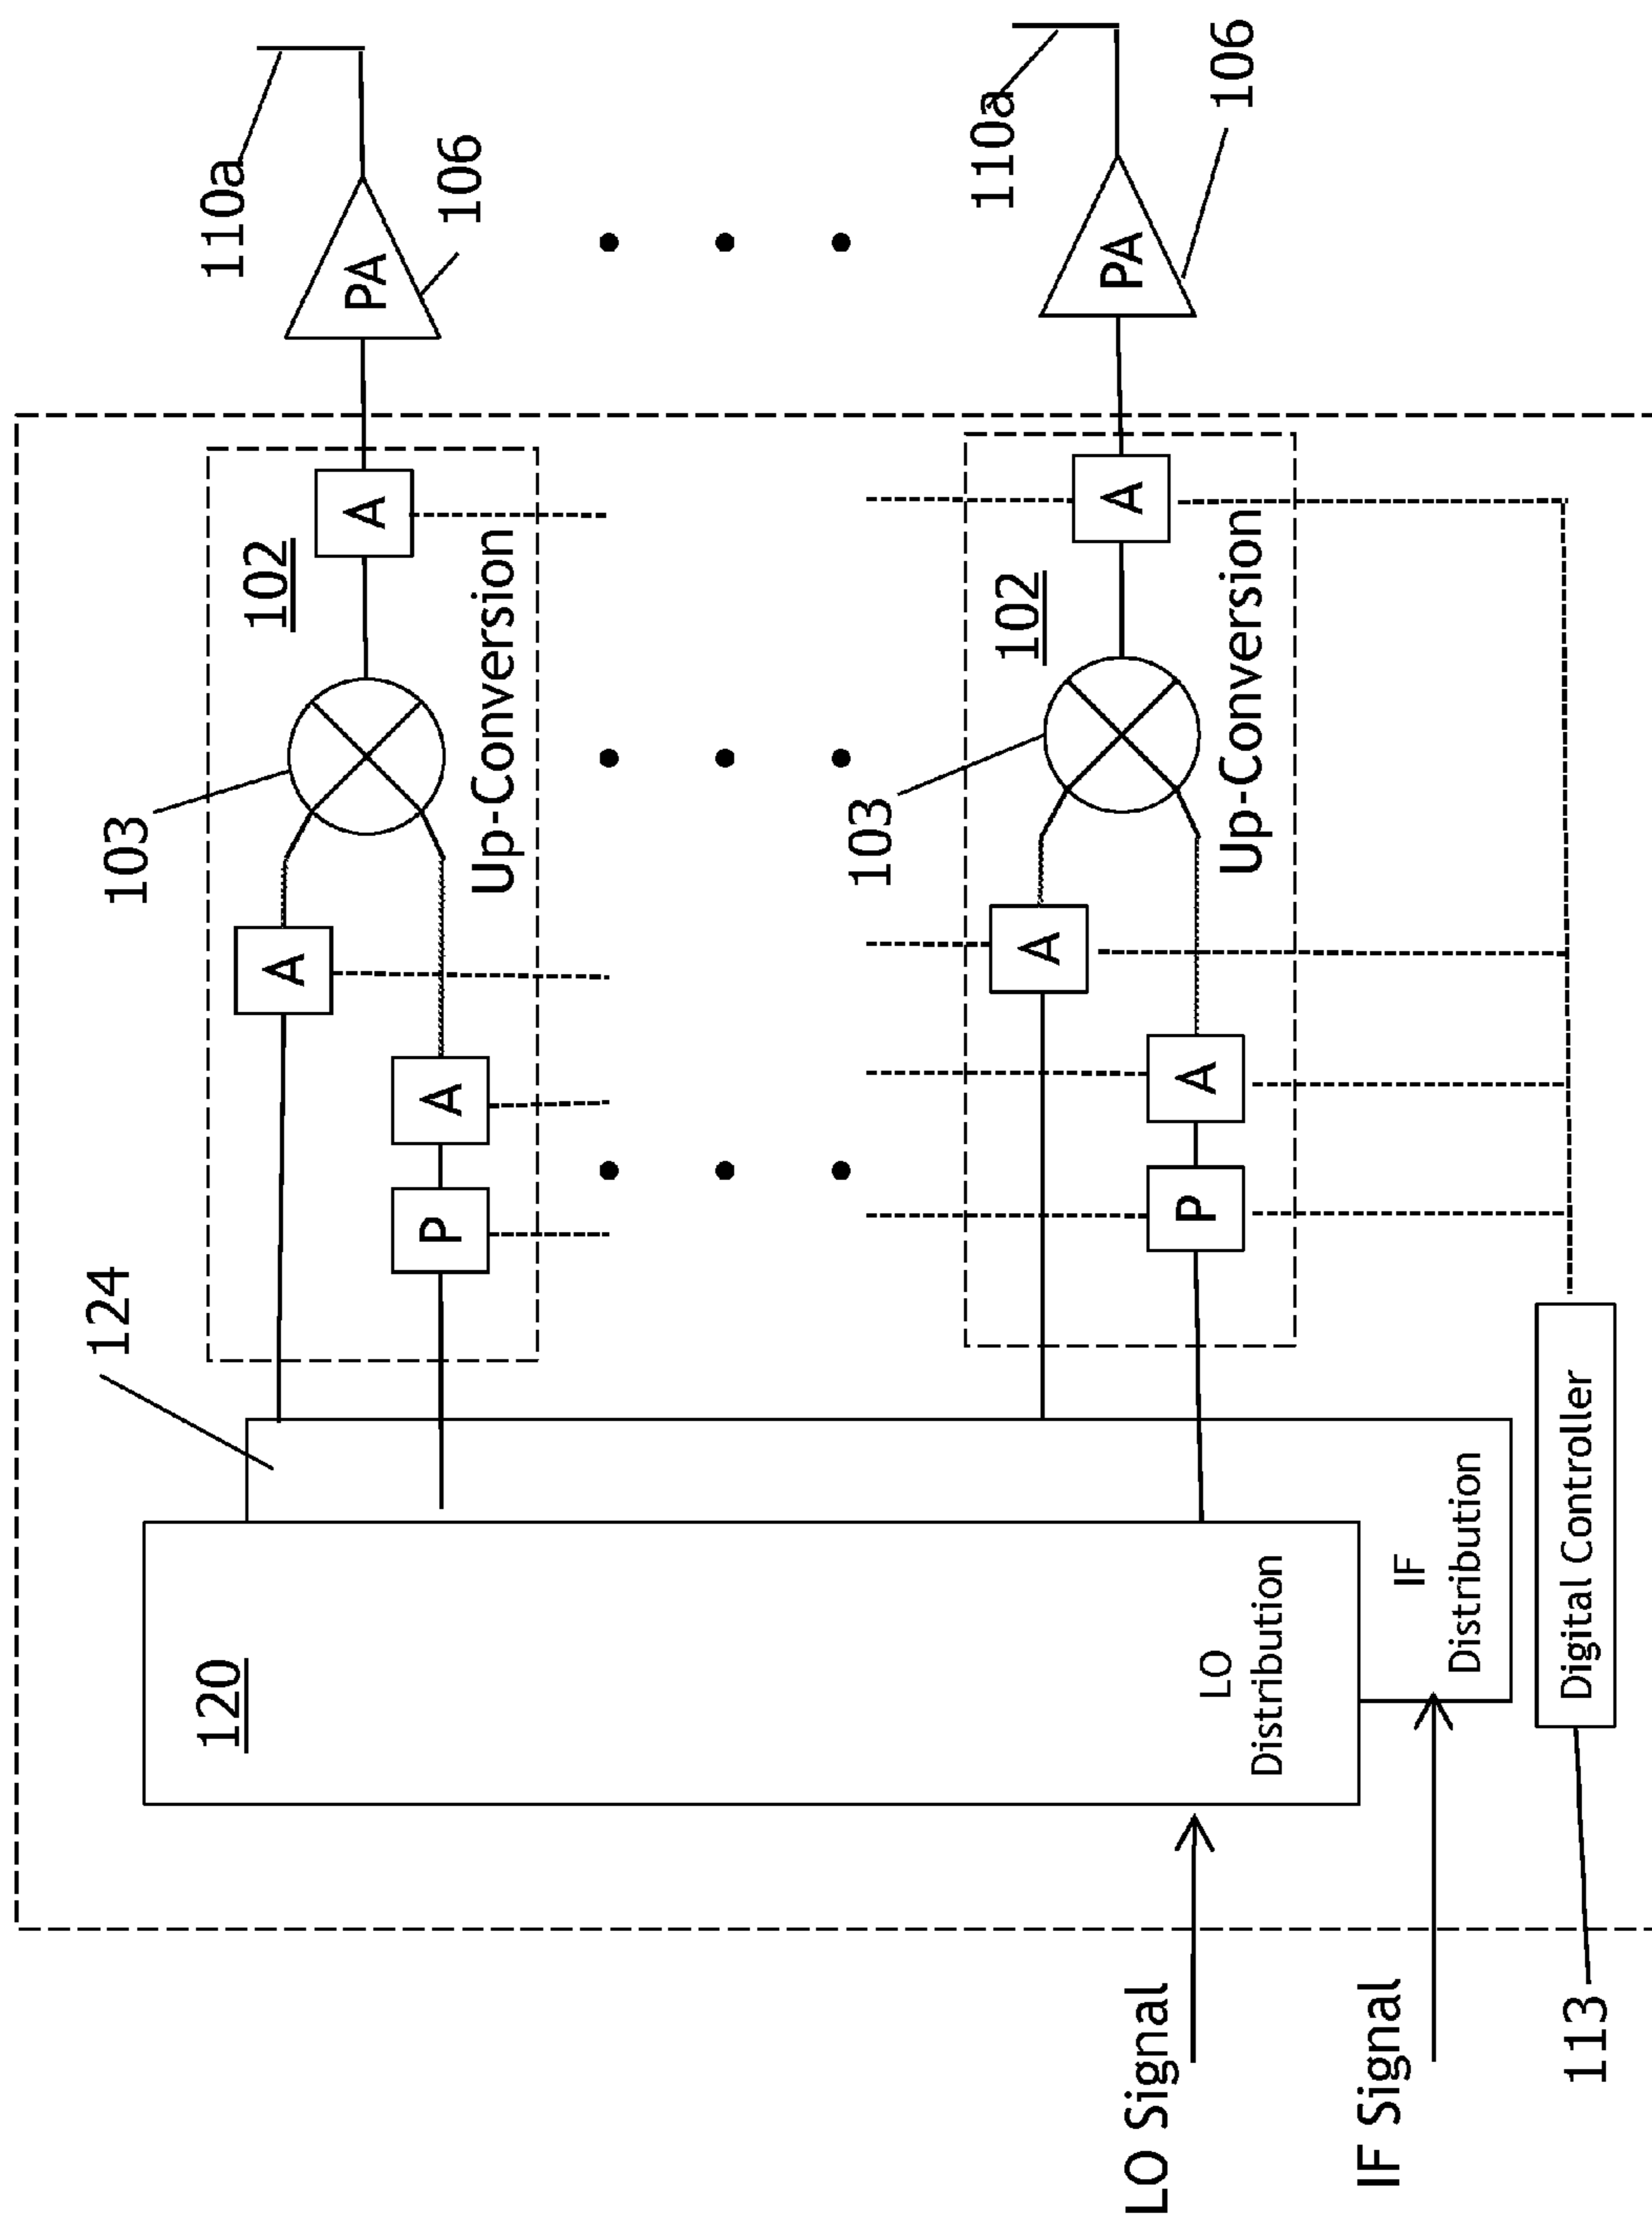 110a
106
PA
102
A
103
Up-Conversion
A
A
P
124
110a
106
PA
102
A
103
Up-Conversion
A
A
P
120
LO
Distribution
IF
Distribution
Digital Controller
LO Signal
IF Signal
113